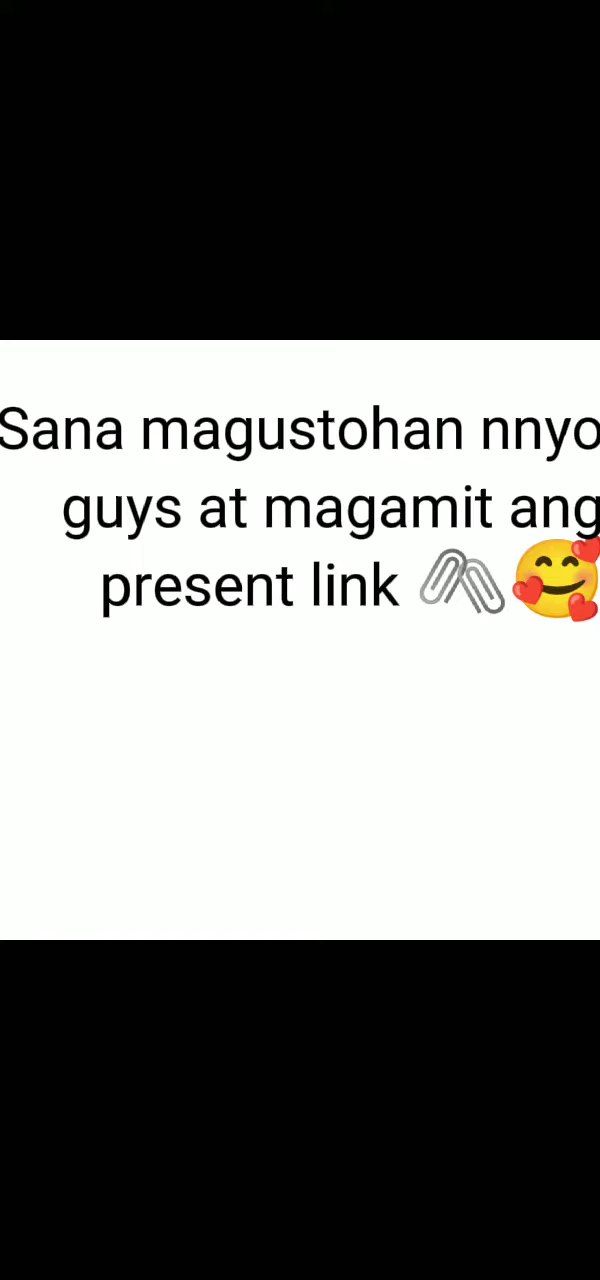 Sana magustohan nnyo
guys at magamit ang
present link 🖇️🥰